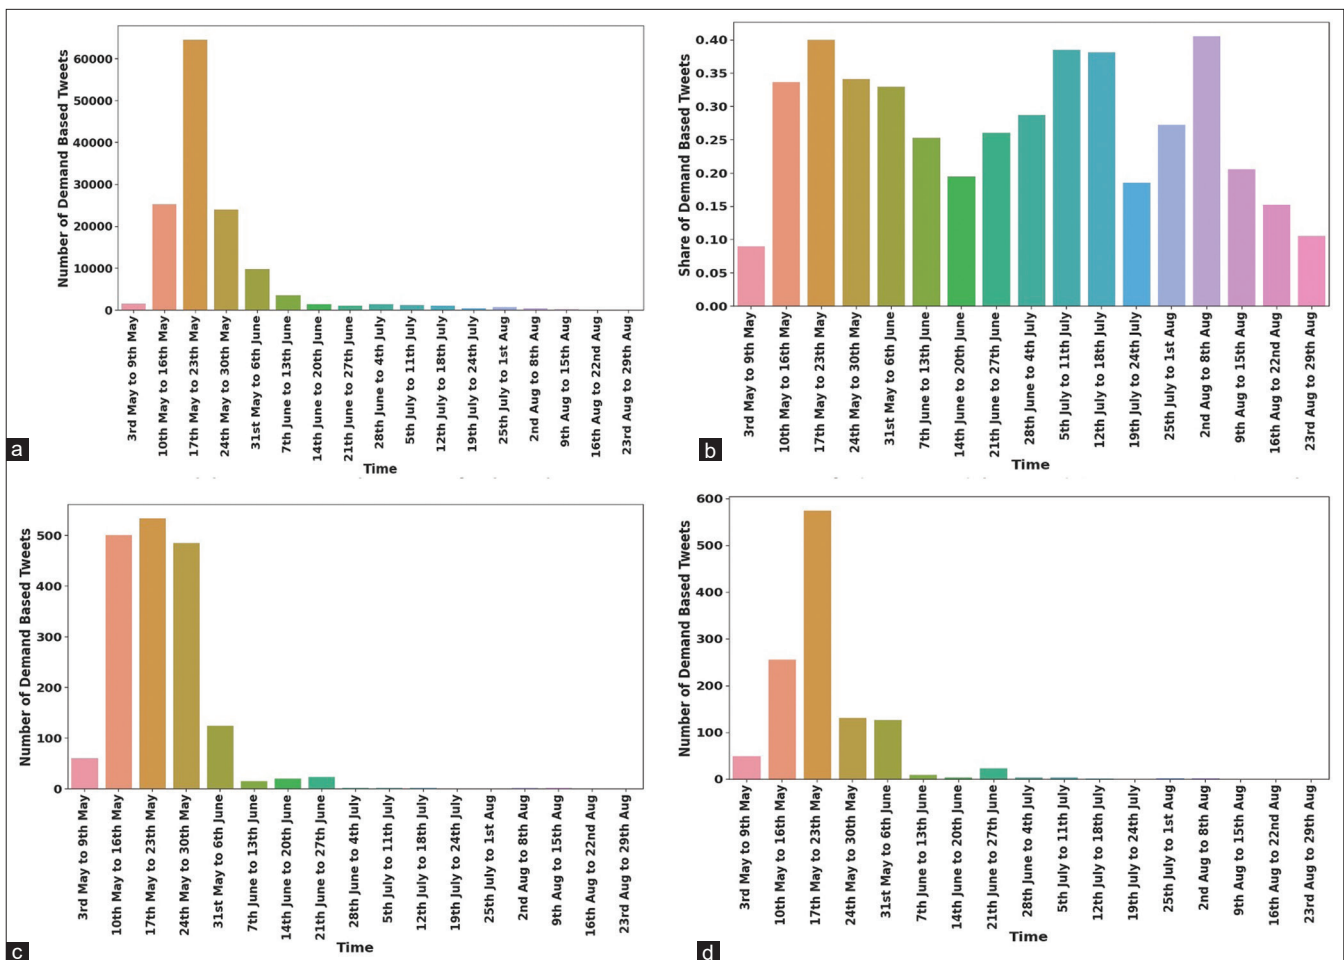 Number of Demand Based Tweets
60000
50000
40000
30000
20000
10000
0
3rd May to 9th May
10th May to 16th May
17th May to 23th May
24th May to 30th May
31st May to 6th June
7th June to 13th June
14th June to 20th June
21th June to 27th June
28th June to 4th July
5th July to 11th July
12th July to 18th July
19th July to 24th July
25th July to 1st Aug
2nd Aug to 8th Aug
9th Aug to 15th Aug
16th Aug to 22nd Aug
23rd Aug to 29th Aug
Time
a
Share of Demand Based Tweets
0.40
0.35
0.30
0.25
0.20
0.15
0.10
0.05
0.00
3rd May to 9th May
10th May to 16th May
17th May to 23th May
24th May to 30th May
31st May to 6th June
7th June to 13th June
14th June to 20th June
21th June to 27th June
28th June to 4th July
5th July to 11th July
12th July to 18th July
19th July to 24th July
25th July to 1st Aug
2nd Aug to 8th Aug
9th Aug to 15th Aug
16th Aug to 22nd Aug
23rd Aug to 29th Aug
Time
b
Number of Demand Based Tweets
500
400
300
200
100
0
3rd May to 9th May
10th May to 16th May
17th May to 23th May
24th May to 30th May
31st May to 6th June
7th June to 13th June
14th June to 20th June
21th June to 27th June
28th June to 4th July
5th July to 11th July
12th July to 18th July
19th July to 24th July
25th July to 1st Aug
2nd Aug to 8th Aug
9th Aug to 15th Aug
16th Aug to 22nd Aug
23rd Aug to 29th Aug
Time
c
Number of Demand Based Tweets
600
500
400
300
200
100
0
3rd May to 9th May
10th May to 16th May
17th May to 23th May
24th May to 30th May
31st May to 6th June
7th June to 13th June
14th June to 20th June
21th June to 27th June
28th June to 4th July
5th July to 11th July
12th July to 18th July
19th July to 24th July
25th July to 1st Aug
2nd Aug to 8th Aug
9th Aug to 15th Aug
16th Aug to 22nd Aug
23rd Aug to 29th Aug
Time
d